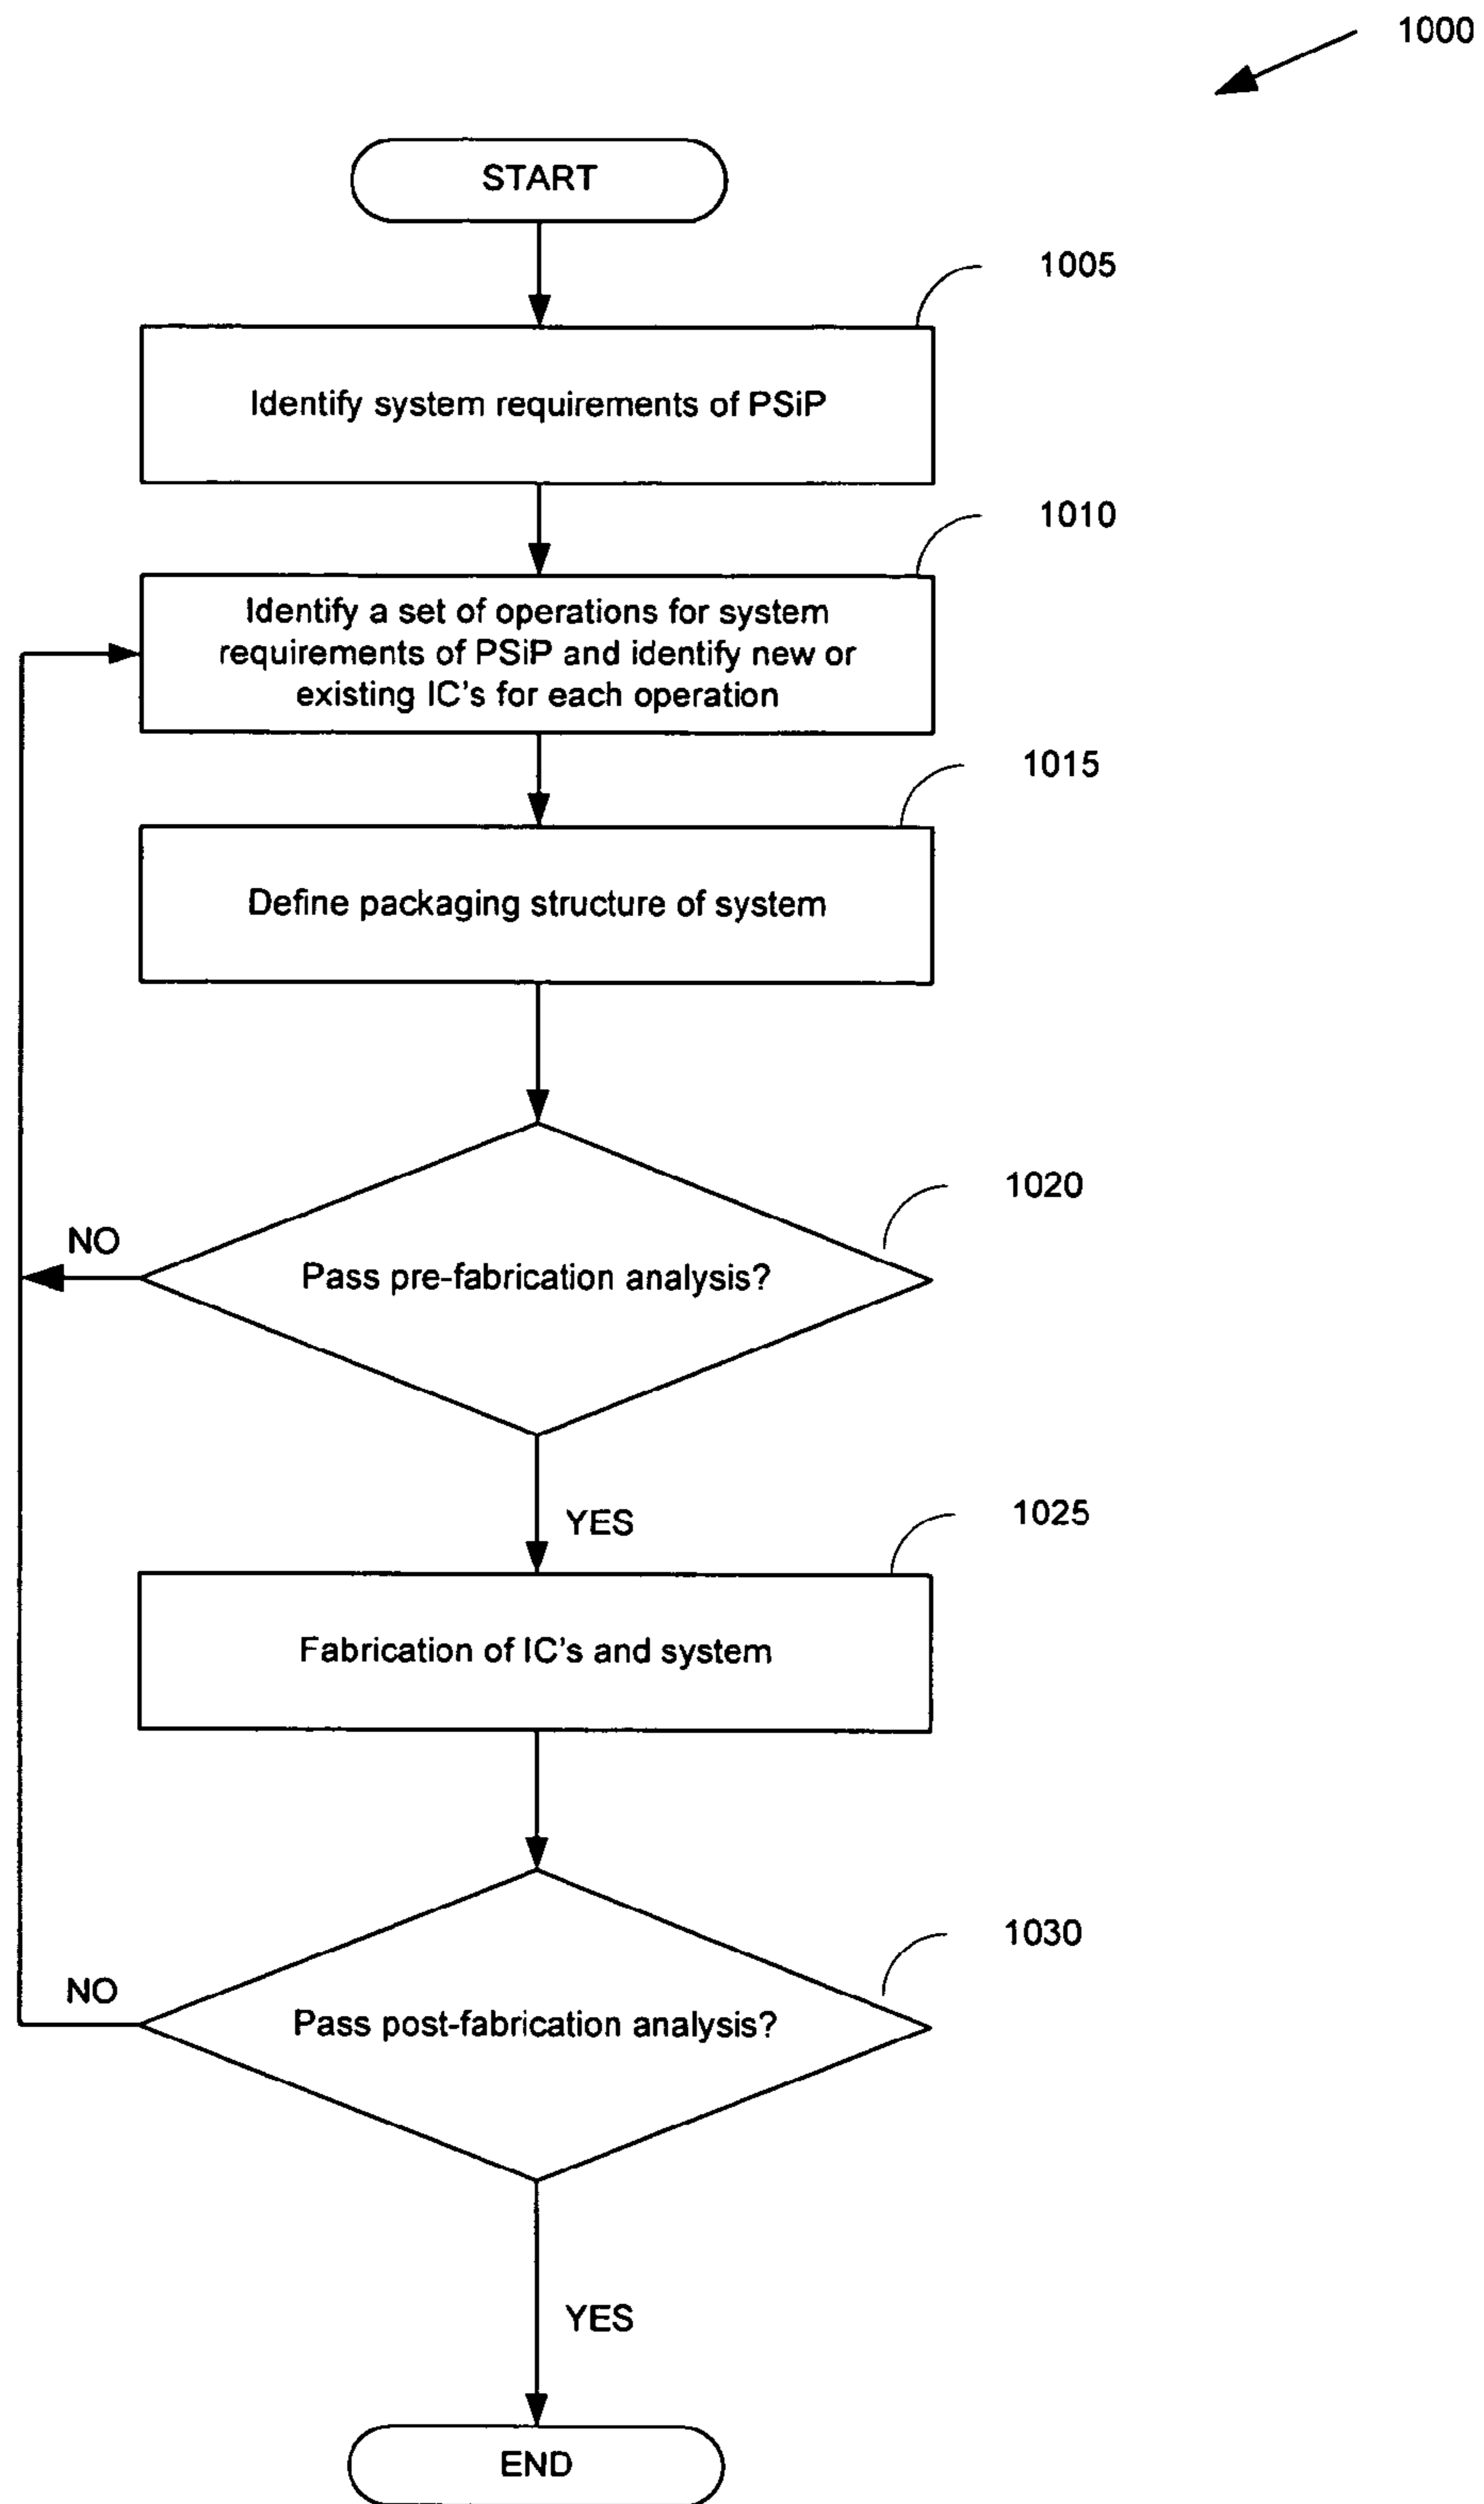 1000
START
1005
Identify system requirements of PSiP
1010
Identify a set of operations for system
requirements of PSiP and identify new or
existing IC's for each operation
1015
Define packaging structure of system
1020
NO
Pass pre-fabrication analysis?
YES
1025
Fabrication of IC's and system
1030
NO
Pass post-fabrication analysis?
YES
END